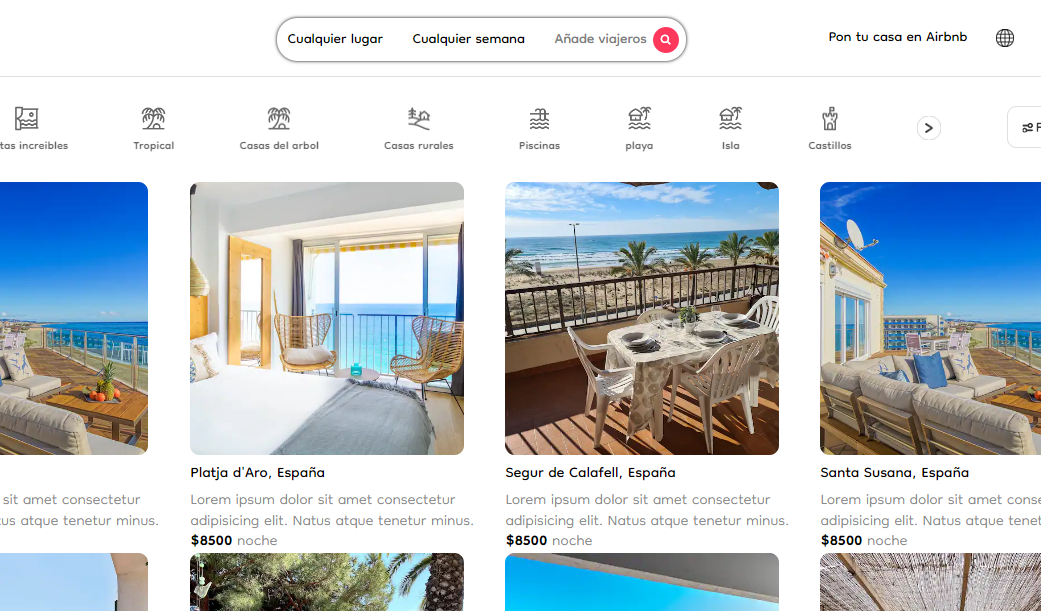 Cualquier lugar Cualquier semana Añade viajeros Pon tu casa en Airbnb
tas increibles Tropical Casas del arbol Casas rurales Piscinas playa Isla Castillos F
Platja d'Aro, España Segur de Calafell, España Santa Susana, España
sit amet consectetur Lorem ipsum dolor sit amet consectetur Lorem ipsum dolor sit amet consectetur Lorem ipsum dolor sit amet conse
us atque tenetur minus. adipisicing elit. Natus atque tenetur minus. adipisicing elit. Natus atque tenetur minus. adipisicing elit. Natus atque tenetu
$8500 noche $8500 noche $8500 noche